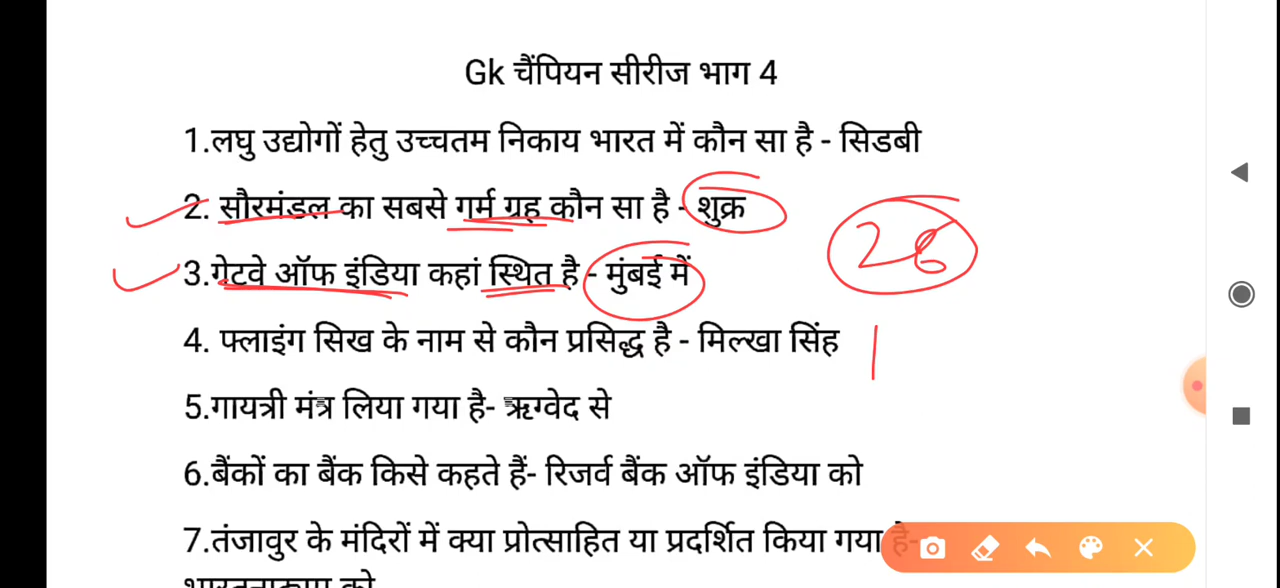 Gk चैंपियन सीरीज भाग 4
1.लघु उद्योगों हेतु उच्चतम निकाय भारत में कौन सा है - सिडबी
2. सौरमंडल का सबसे गर्म ग्रह कौन सा है - शुक्र
26
3.गेटवे ऑफ इंडिया कहां स्थित है - मुंबई में
4. फ्लाइंग सिख के नाम से कौन प्रसिद्ध है - मिल्खा सिंह
5.गायत्री मंत्र लिया गया है- ऋग्वेद से
6.बैंकों का बैंक किसे कहते हैं- रिजर्व बैंक ऑफ इंडिया को
7.तंजावुर के मंदिरों में क्या प्रोत्साहित या प्रदर्शित किया गया है-